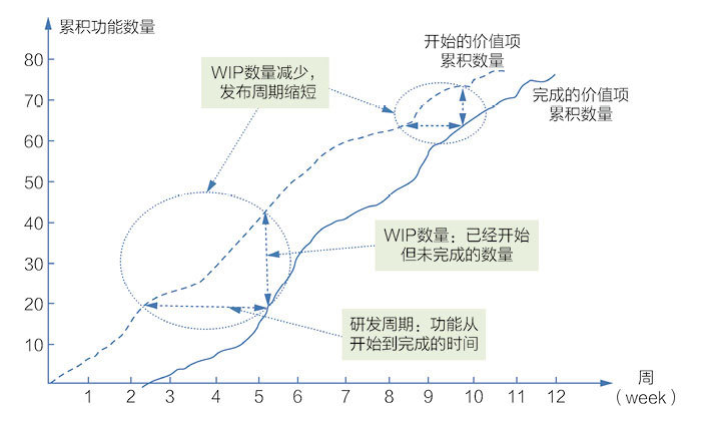 累积功能数量
开始的价值项
累积数量
完成的价值项
累积数量
WIP数量减少，
发布周期缩短
WIP数量：已经开始
但未完成的数量
研发周期：功能从
开始到完成的时间
80
70
60
50
40
30
20
10
1 2 3 4 5 6 7 8 9 10 11 12
周
（week）